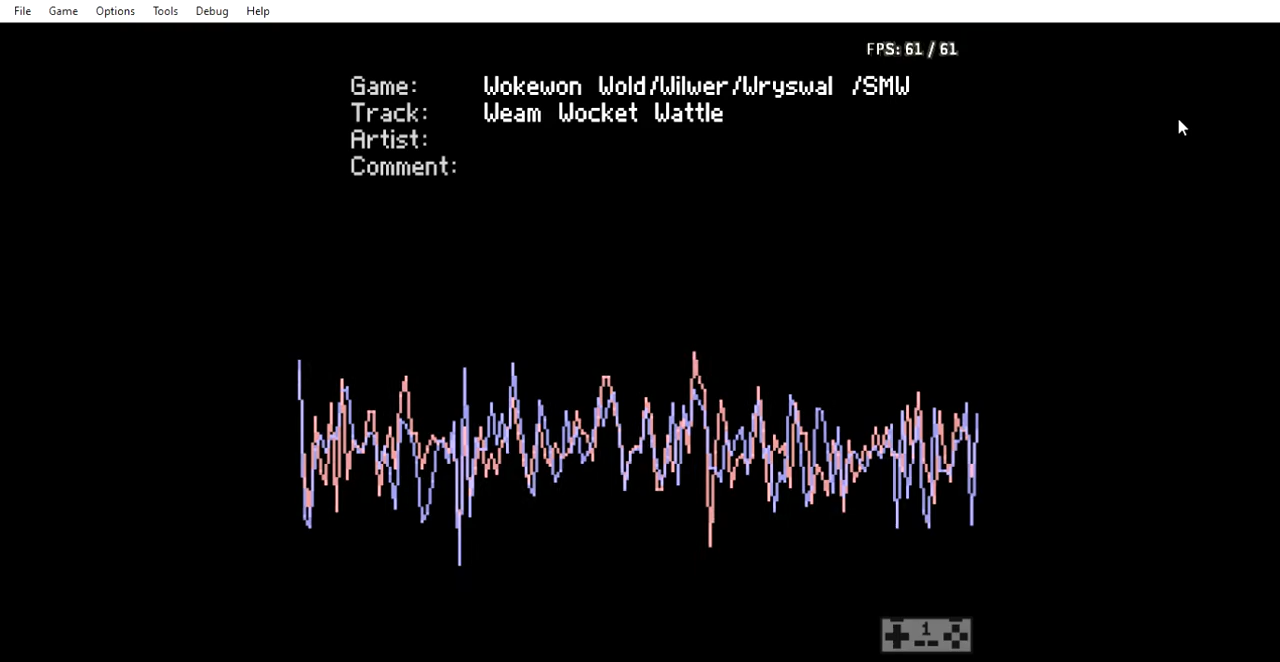 File Game Options Tools Debug Help
FPS: 61 / 61
Game: Wokewon Wold/Wilwer/Wryswal /SMW
Track: Weam Wocket Wattle
Artist:
Comment:
1